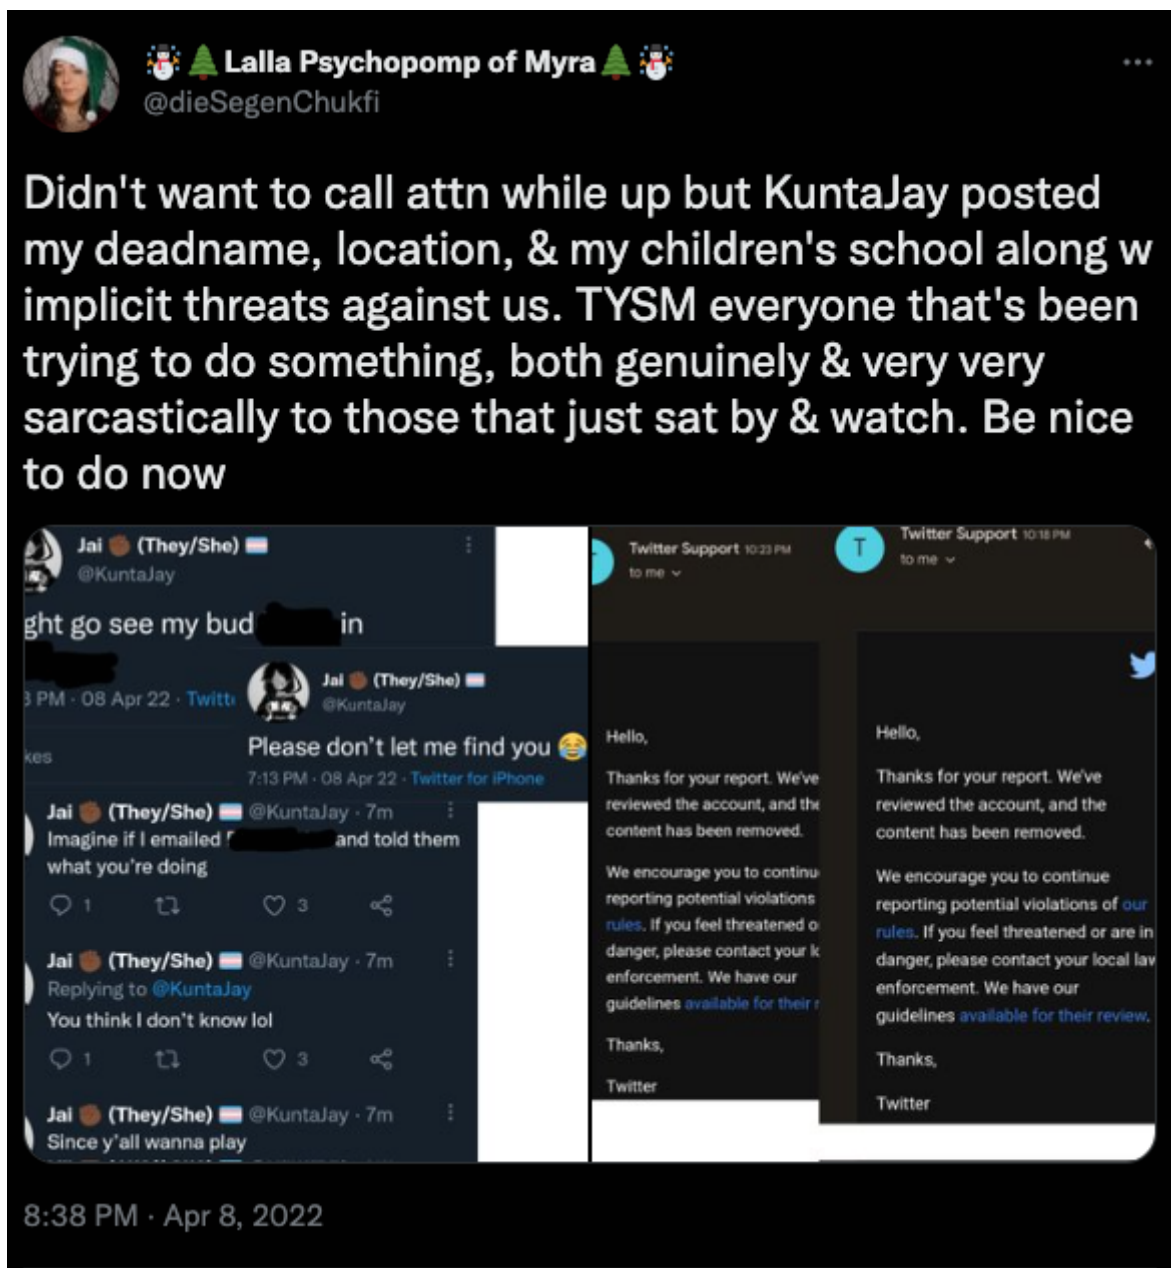 Lalla Psychopomp of Myra
@dieSegenChukfi
Didn't want to call attn while up but KuntaJay posted
my deadname, location, & my children's school along w
implicit threats against us. TYSM everyone that's been
trying to do something, both genuinely & very very
sarcastically to those that just sat by & watch. Be nice
to do now
Jai ✊🏾 (They/She) 🏳️‍⚧️
@KuntaJay
ght go see my bud in
3 PM · 08 Apr 22 · Twitt
kes
Jai ✊🏾 (They/She) 🏳️‍⚧️
@KuntaJay
Please don't let me find you 😂
7:13 PM · 08 Apr 22 · Twitter for iPhone
Jai ✊🏾 (They/She) 🏳️‍⚧️ @KuntaJay · 7m
Imagine if I emailed and told them
what you're doing
1 3
Jai ✊🏾 (They/She) 🏳️‍⚧️ @KuntaJay · 7m
Replying to @KuntaJay
You think I don't know lol
1 3
Jai ✊🏾 (They/She) 🏳️‍⚧️ @KuntaJay · 7m
Since y'all wanna play
Twitter Support 10:23 PM
to me
Hello,
Thanks for your report. We've
reviewed the account, and the
content has been removed.
We encourage you to continu
reporting potential violations
rules. If you feel threatened o
danger, please contact your lo
enforcement. We have our
guidelines available for their r
Thanks,
Twitter
T
Twitter Support 10:18 PM
to me
Hello,
Thanks for your report. We've
reviewed the account, and the
content has been removed.
We encourage you to continue
reporting potential violations of our
rules. If you feel threatened or are in
danger, please contact your local law
enforcement. We have our
guidelines available for their review.
Thanks,
Twitter
8:38 PM · Apr 8, 2022